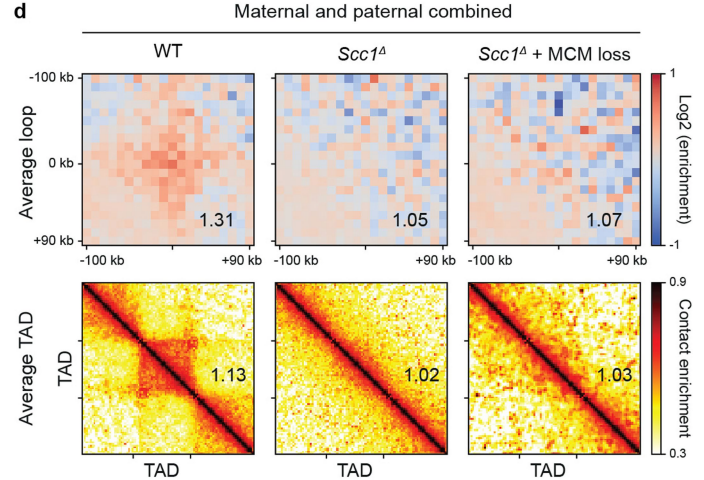 d
Maternal and paternal combined
WT
Scc1Δ
Scc1Δ + MCM loss
Average loop
-100 kb
0 kb
+90 kb
1.31
1.05
1.07
-100 kb
+90 kb
-100 kb
+90 kb
-100 kb
+90 kb
1
Log2 (enrichment)
-1
Average TAD
TAD
1.13
1.02
1.03
TAD
TAD
TAD
0.9
Contact enrichment
0.3